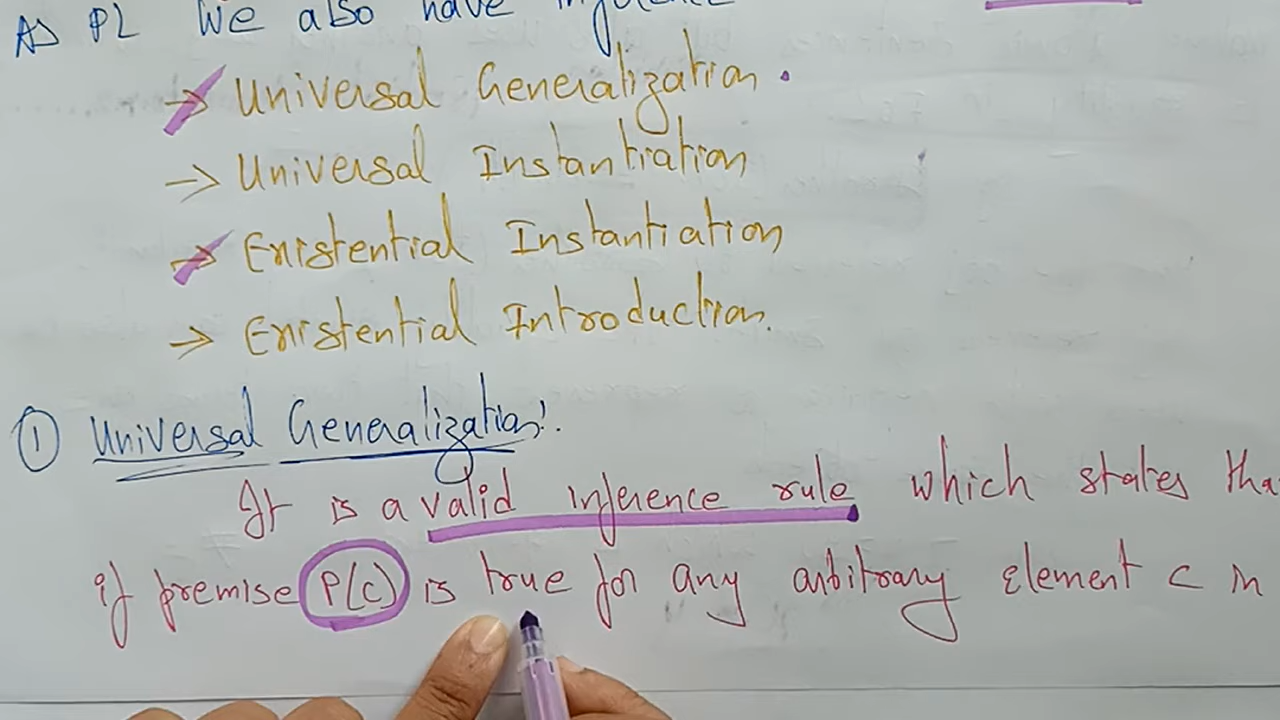 As PL We also have inference
→ Universal Generalization.
→ Universal Instantiation
→ Existential Instantiation
→ Existential Introduction.
① Universal Generalization:
It is a valid inference rule which states tha
if premise P(c) is true for any arbitrary element c in